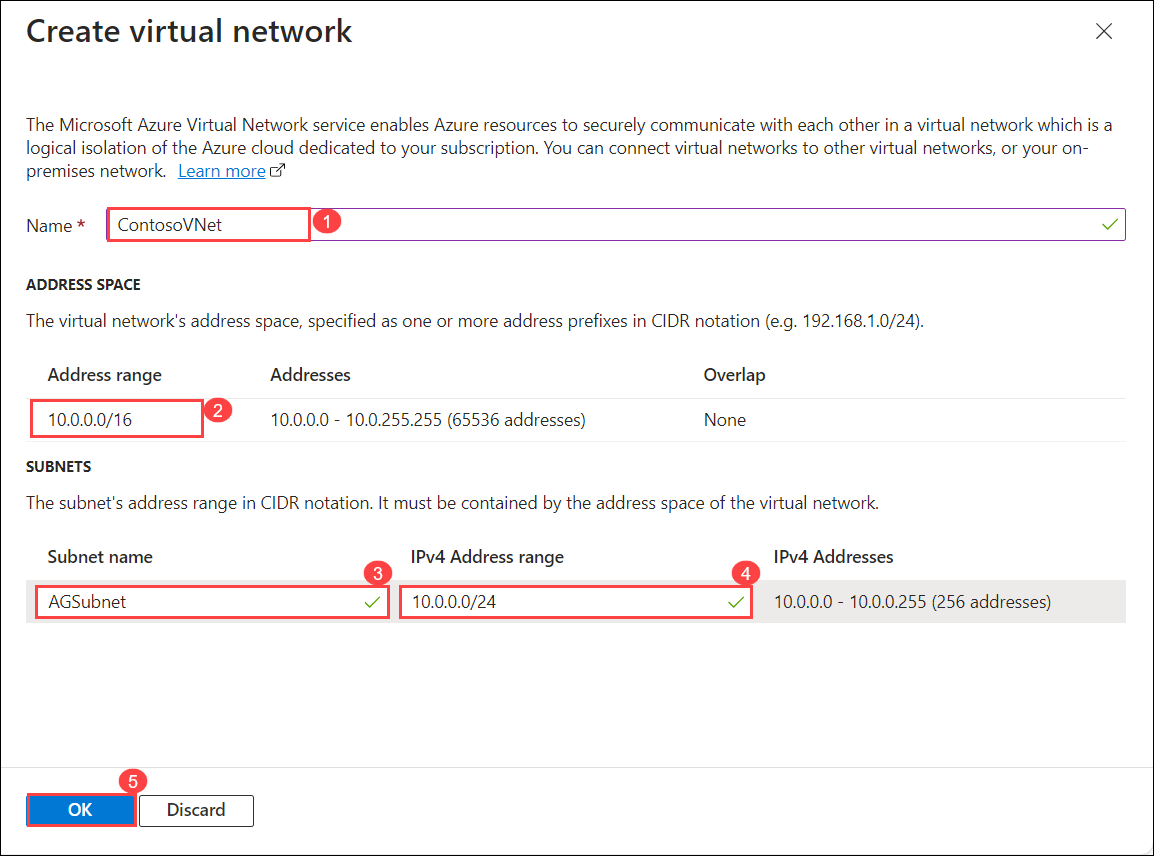 Create virtual network
The Microsoft Azure Virtual Network service enables Azure resources to securely communicate with each other in a virtual network which is a
logical isolation of the Azure cloud dedicated to your subscription. You can connect virtual networks to other virtual networks, or your on-
premises network. Learn more
Name * ContosoVNet 1
ADDRESS SPACE
The virtual network's address space, specified as one or more address prefixes in CIDR notation (e.g. 192.168.1.0/24).
Address range Addresses Overlap
10.0.0.0/16 2 10.0.0.0 - 10.0.255.255 (65536 addresses) None
SUBNETS
The subnet's address range in CIDR notation. It must be contained by the address space of the virtual network.
Subnet name IPv4 Address range IPv4 Addresses
3 4
AGSubnet 10.0.0.0/24 10.0.0.0 - 10.0.0.255 (256 addresses)
5
OK Discard